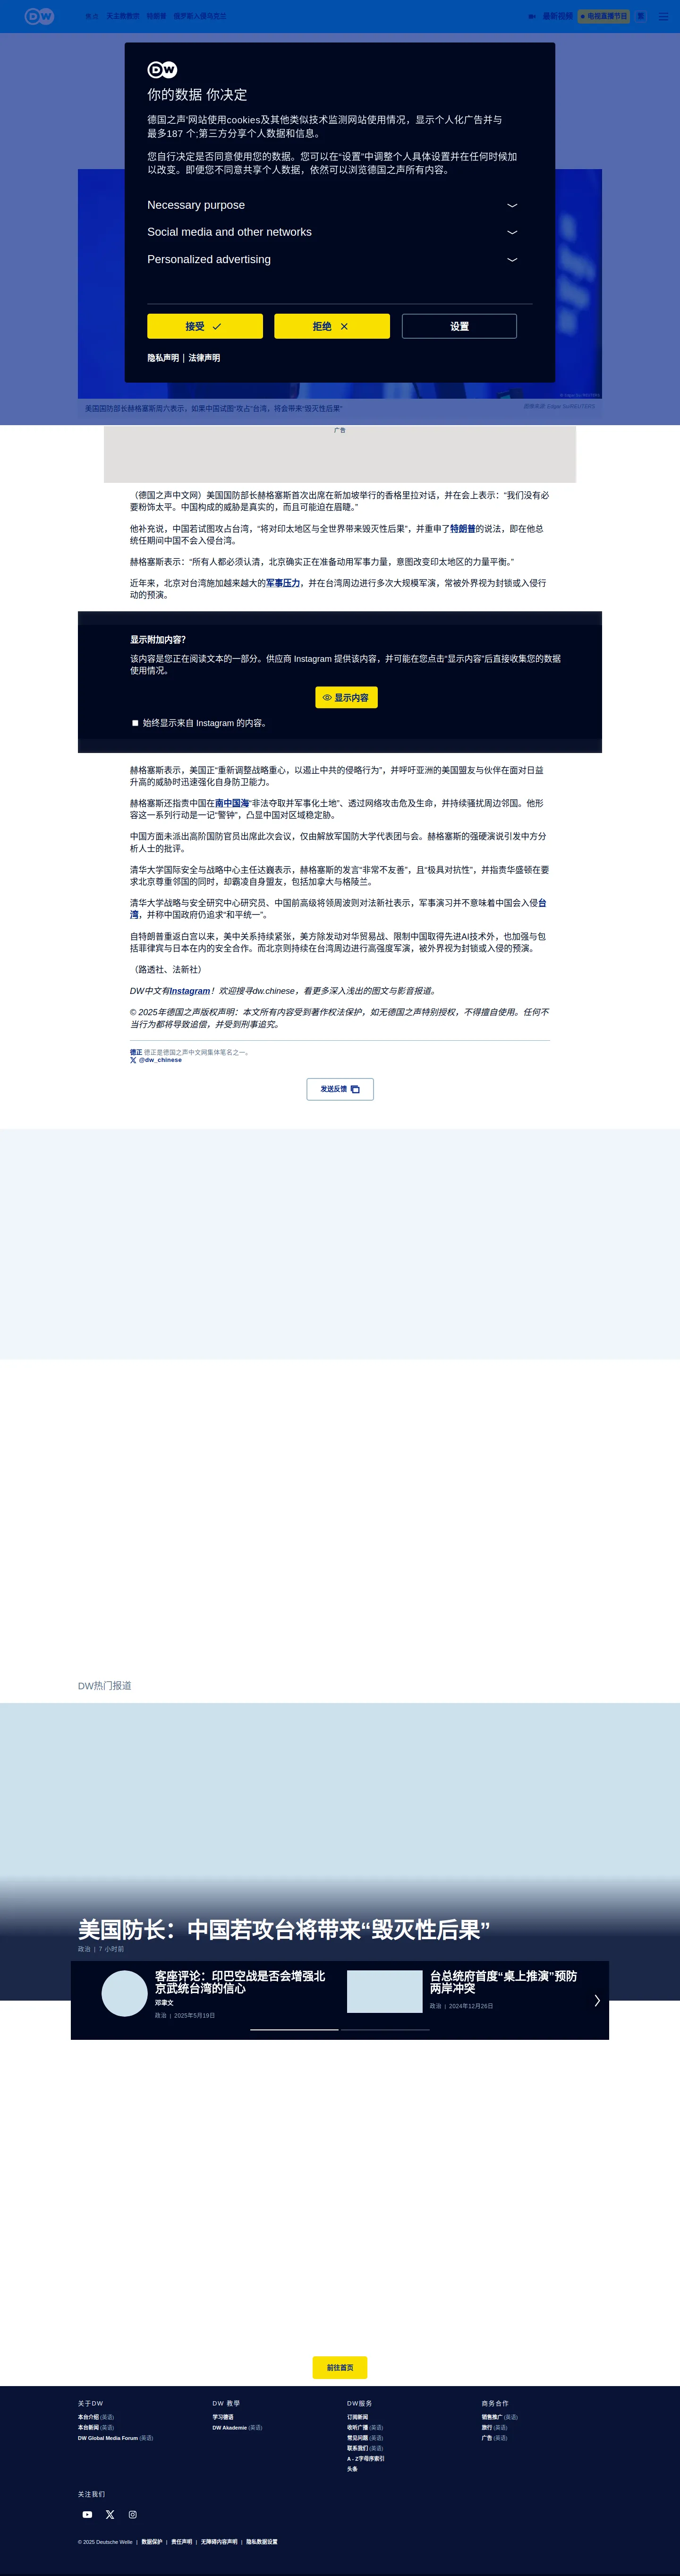 DW
焦点
天主教教宗
特朗普
俄罗斯入侵乌克兰
最新视频
电视直播节目
繁
DW
你的数据 你决定
德国之声'网站使用cookies及其他类似技术监测网站使用情况，显示个人化广告并与
最多187 个;第三方分享个人数据和信息。
您自行决定是否同意使用您的数据。您可以在“设置”中调整个人具体设置并在任何时候加
以改变。即便您不同意共享个人数据，依然可以浏览德国之声所有内容。
Necessary purpose
Social media and other networks
Personalized advertising
接受
拒绝
设置
隐私声明 | 法律声明
美国国防部长赫格塞斯周六表示，如果中国试图“攻占”台湾，将会带来“毁灭性后果”
广告
（德国之声中文网）美国国防部长赫格塞斯首次出席在新加坡举行的香格里拉对话，并在会上表示：“我们没有必
要粉饰太平。中国构成的威胁是真实的，而且可能迫在眉睫。”
他补充说，中国若试图攻占台湾，“将对印太地区与全世界带来毁灭性后果”，并重申了特朗普的说法，即在他总
统任期间中国不会入侵台湾。
赫格塞斯表示：“所有人都必须认清，北京确实正在准备动用军事力量，意图改变印太地区的力量平衡。”
近年来，北京对台湾施加越来越大的军事压力，并在台湾周边进行多次大规模军演，常被外界视为封锁或入侵行
动的预演。
显示附加内容？
该内容是您正在阅读文本的一部分。供应商 Instagram 提供该内容，并可能在您点击“显示内容”后直接收集您的数据
使用情况。
显示内容
始终显示来自 Instagram 的内容。
赫格塞斯表示，美国正“重新调整战略重心，以遏止中共的侵略行为”，并呼吁亚洲的美国盟友与伙伴在面对日益
升高的威胁时迅速强化自身防卫能力。
赫格塞斯还指责中国在南中国海“非法夺取并军事化土地”、透过网络攻击危及生命，并持续骚扰周边邻国。他形
容这一系列行动是一记“警钟”，凸显中国对区域稳定胁。
中国方面未派出高阶国防官员出席此次会议，仅由解放军国防大学代表团与会。赫格塞斯的强硬演说引发中方分
析人士的批评。
清华大学国际安全与战略中心主任达巍表示，赫格塞斯的发言“非常不友善”，且“极具对抗性”，并指责华盛顿在要
求北京尊重邻国的同时，却霸凌自身盟友，包括加拿大与格陵兰。
清华大学战略与安全研究中心研究员、中国前高级将领周波则对法新社表示，军事演习并不意味着中国会入侵台
湾，并称中国政府仍追求“和平统一”。
自特朗普重返白宫以来，美中关系持续紧张，美方除发动对华贸易战、限制中国取得先进AI技术外，也加强与包
括菲律宾与日本在内的安全合作。而北京则持续在台湾周边进行高强度军演，被外界视为封锁或入侵的预演。
（路透社、法新社）
DW中文有Instagram！欢迎搜寻dw.chinese，看更多深入浅出的图文与影音报道。
© 2025年德国之声版权声明：本文所有内容受到著作权法保护，如无德国之声特别授权，不得擅自使用。任何不
当行为都将导致追偿，并受到刑事追究。
德正 德正是德国之声中文网集体笔名之一。
@dw_chinese
发送反馈
DW热门报道
美国防长：中国若攻台将带来“毁灭性后果”
政治 | 7 小时前
客座评论：印巴空战是否会增强北
京武统台湾的信心
邓聿文
政治 | 2025年5月19日
台总统府首度“桌上推演”预防
两岸冲突
政治 | 2024年12月26日
前往首页
关于DW
本台介绍 (英语)
本台新闻 (英语)
DW Global Media Forum (英语)
DW 教學
学习德语
DW Akademie (英语)
DW服务
订阅新闻
收听广播 (英语)
常见问题 (英语)
联系我们 (英语)
A - Z字母序索引
头条
商务合作
销售推广 (英语)
旅行 (英语)
广告 (英语)
关注我们
© 2025 Deutsche Welle | 数据保护 | 责任声明 | 无障碍内容声明 | 隐私数据设置